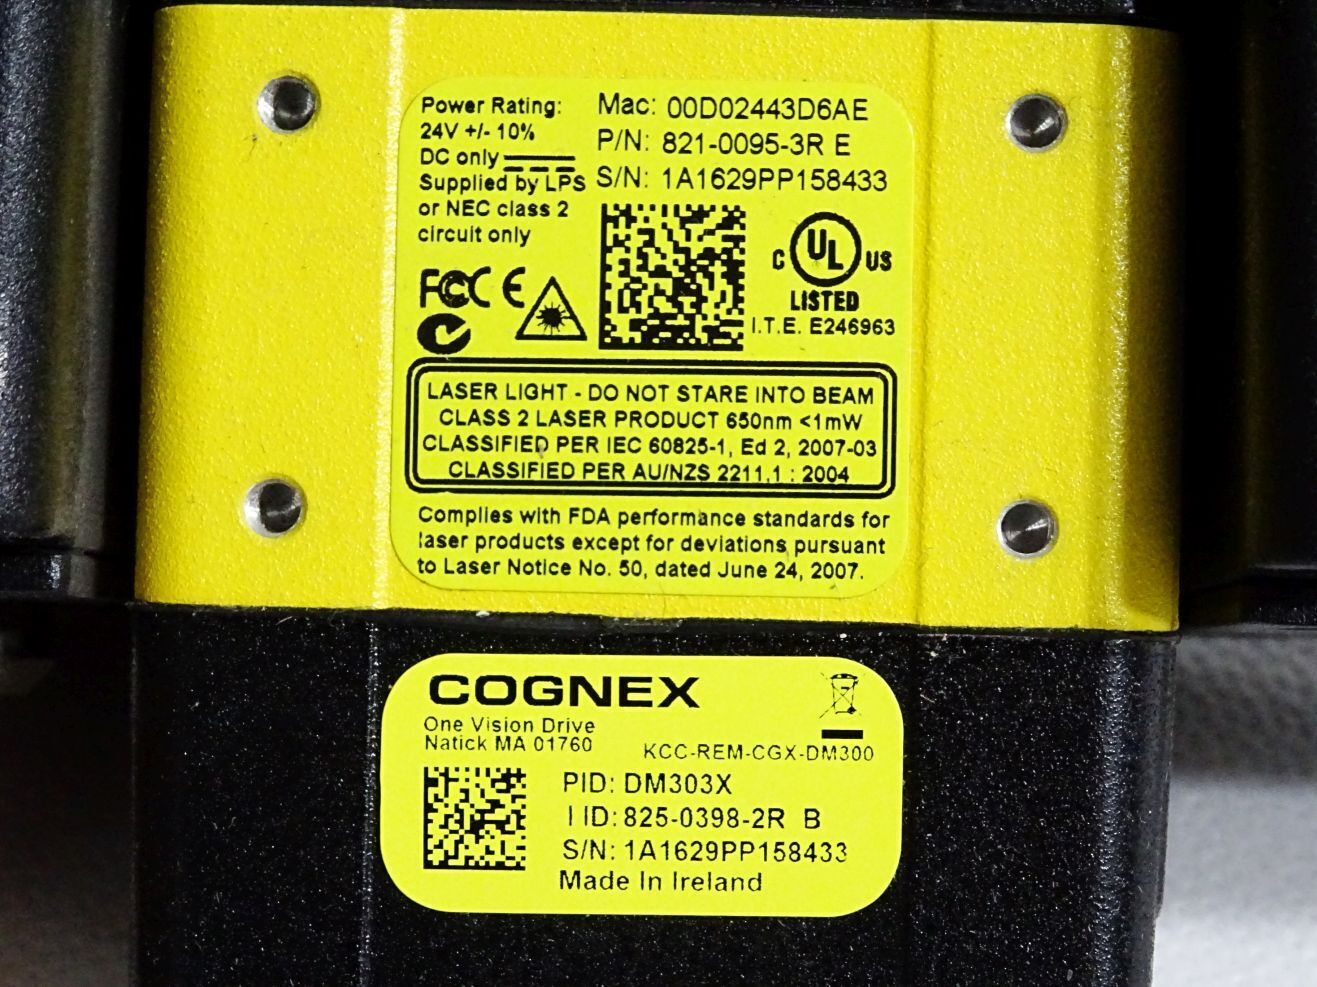 Power Rating:
24V +/- 10%
DC only
Supplied by LPS
or NEC class 2
circuit only
Mac: 00D02443D6AE
P/N: 821-0095-3R E
S/N: 1A1629PP158433
FCC CE
C UL US
LISTED
I.T.E. E246963
LASER LIGHT - DO NOT STARE INTO BEAM
CLASS 2 LASER PRODUCT 650nm <1mW
CLASSIFIED PER IEC 60825-1, Ed 2, 2007-03
CLASSIFIED PER AU/NZS 2211.1 : 2004
Complies with FDA performance standards for
laser products except for deviations pursuant
to Laser Notice No. 50, dated June 24, 2007.
COGNEX
One Vision Drive
Natick MA 01760
KCC-REM-CGX-DM300
PID: DM303X
I ID: 825-0398-2R B
S/N: 1A1629PP158433
Made In Ireland